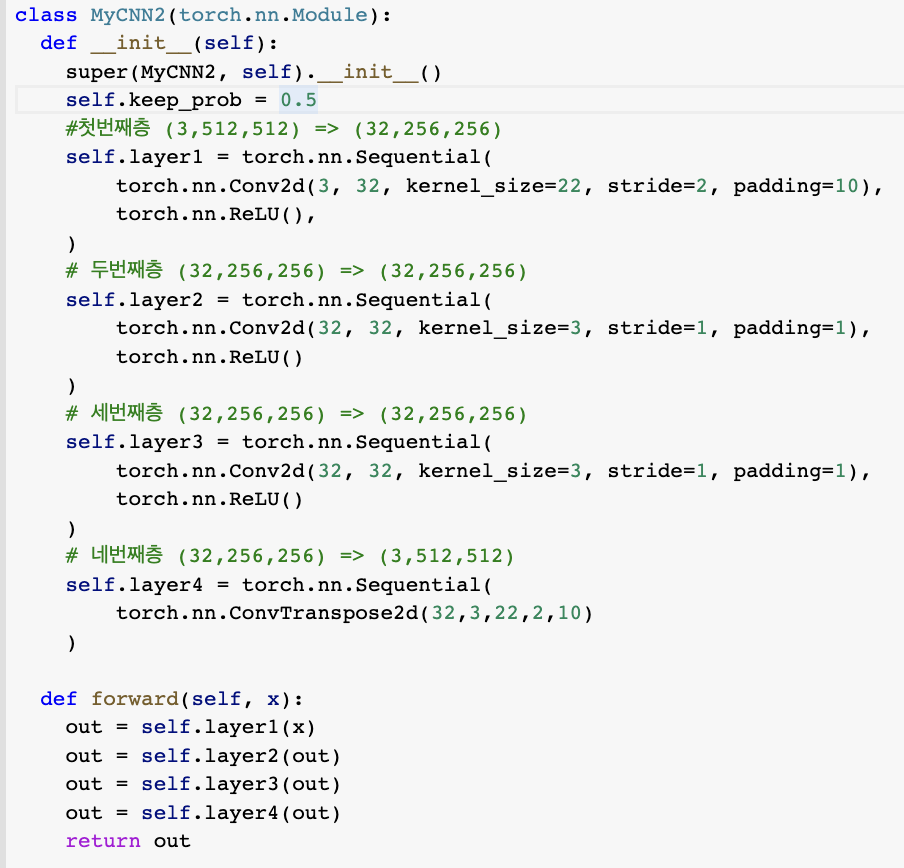 class MyCNN2(torch.nn.Module):
def __init__(self):
super(MyCNN2, self).__init__()
self.keep_prob = 0.5
#첫번째층 (3,512,512) => (32,256,256)
self.layer1 = torch.nn.Sequential(
torch.nn.Conv2d(3, 32, kernel_size=22, stride=2, padding=10),
torch.nn.ReLU(),
)
# 두번째층 (32,256,256) => (32,256,256)
self.layer2 = torch.nn.Sequential(
torch.nn.Conv2d(32, 32, kernel_size=3, stride=1, padding=1),
torch.nn.ReLU()
)
# 세번째층 (32,256,256) => (32,256,256)
self.layer3 = torch.nn.Sequential(
torch.nn.Conv2d(32, 32, kernel_size=3, stride=1, padding=1),
torch.nn.ReLU()
)
# 네번째층 (32,256,256) => (3,512,512)
self.layer4 = torch.nn.Sequential(
torch.nn.ConvTranspose2d(32,3,22,2,10)
)
def forward(self, x):
out = self.layer1(x)
out = self.layer2(out)
out = self.layer3(out)
out = self.layer4(out)
return out